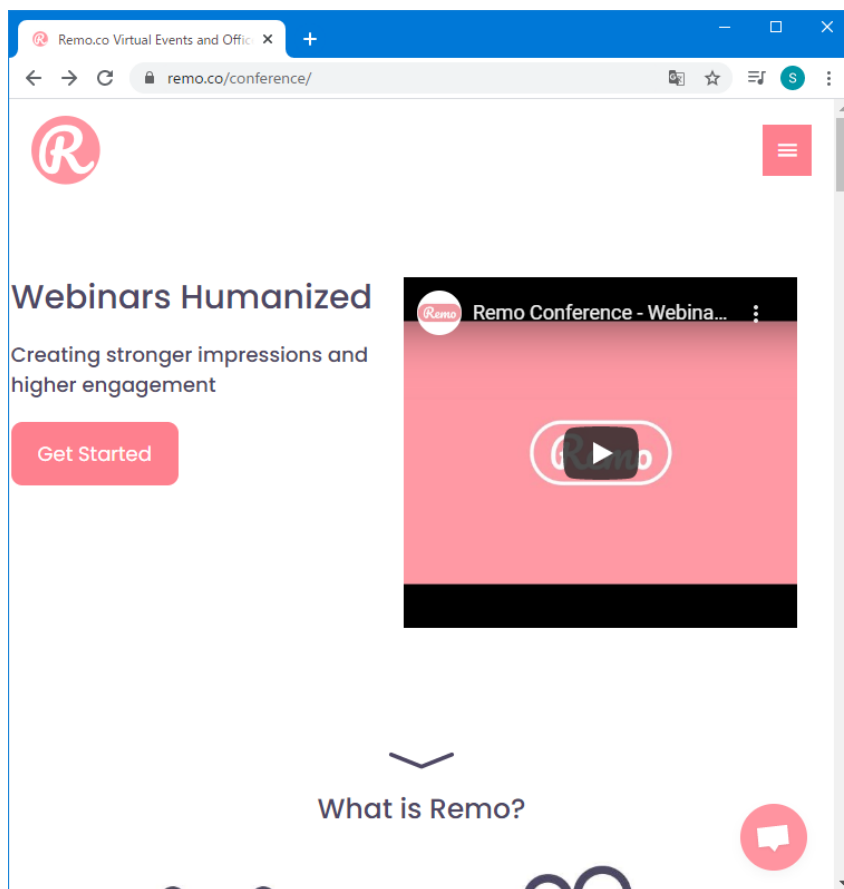 Remo.co Virtual Events and Offic
remo.co/conference/
S
R
Webinars Humanized
Creating stronger impressions and
higher engagement
Get Started
Remo
Remo Conference - Webina...
Remo
What is Remo?